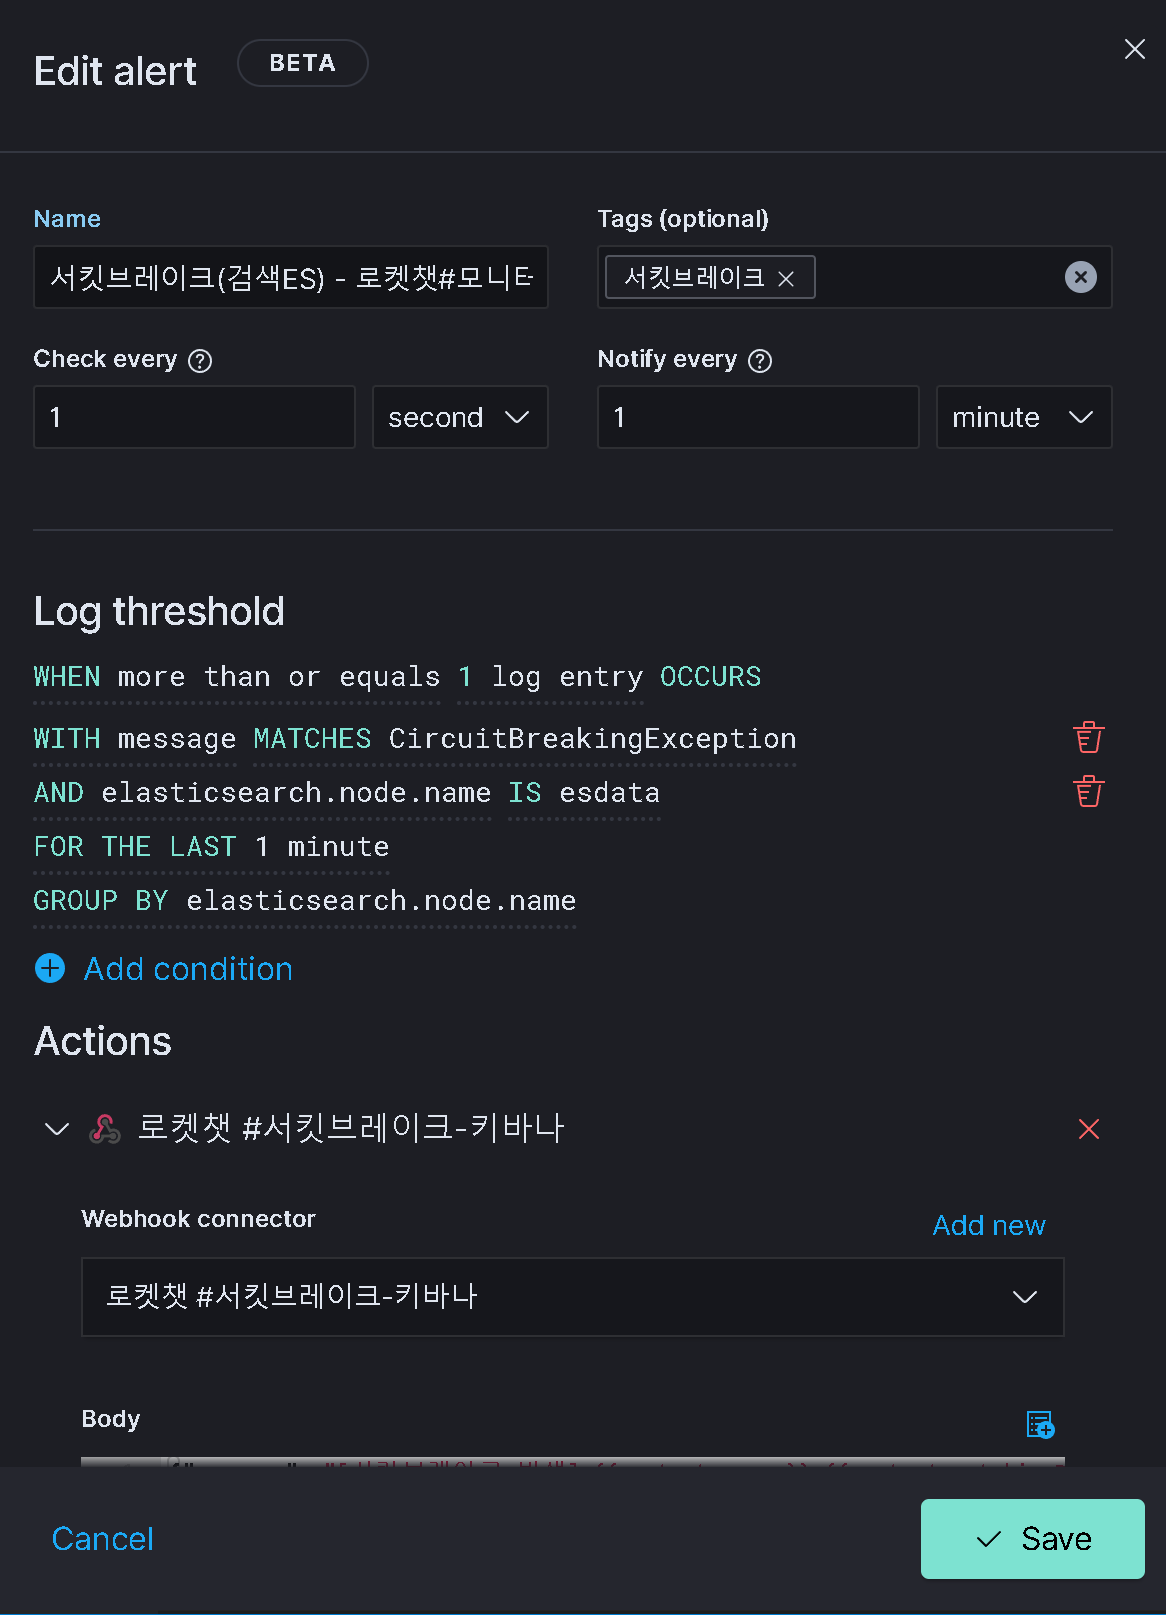 Edit alert BETA
Name
Tags (optional)
서킷브레이크(검색ES) - 로켓챗#모니터
서킷브레이크
Check every
Notify every
1 second
1 minute
Log threshold
WHEN more than or equals 1 log entry OCCURS
WITH message MATCHES CircuitBreakingException
AND elasticsearch.node.name IS esdata
FOR THE LAST 1 minute
GROUP BY elasticsearch.node.name
Add condition
Actions
로켓챗 #서킷브레이크-키바나
Webhook connector
Add new
로켓챗 #서킷브레이크-키바나
Body
Cancel
Save